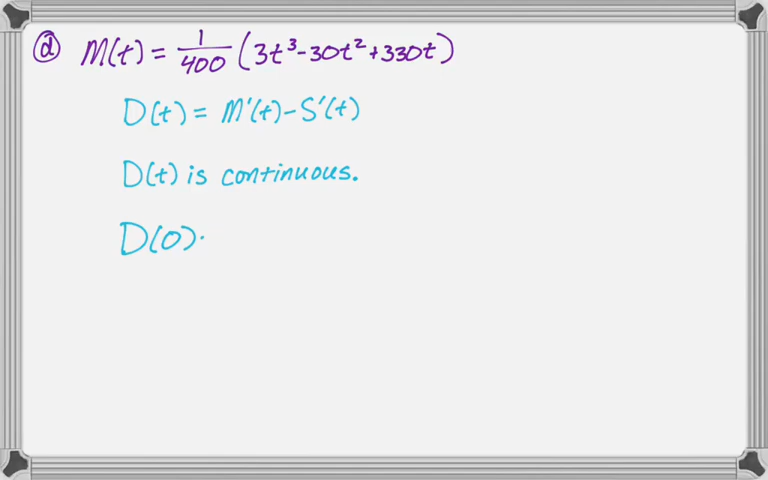 ⓓ M(t) = 1/400 (3t³-30t²+330t)
D(t) = M'(t)-S'(t)
D(t) is continuous.
D(0)